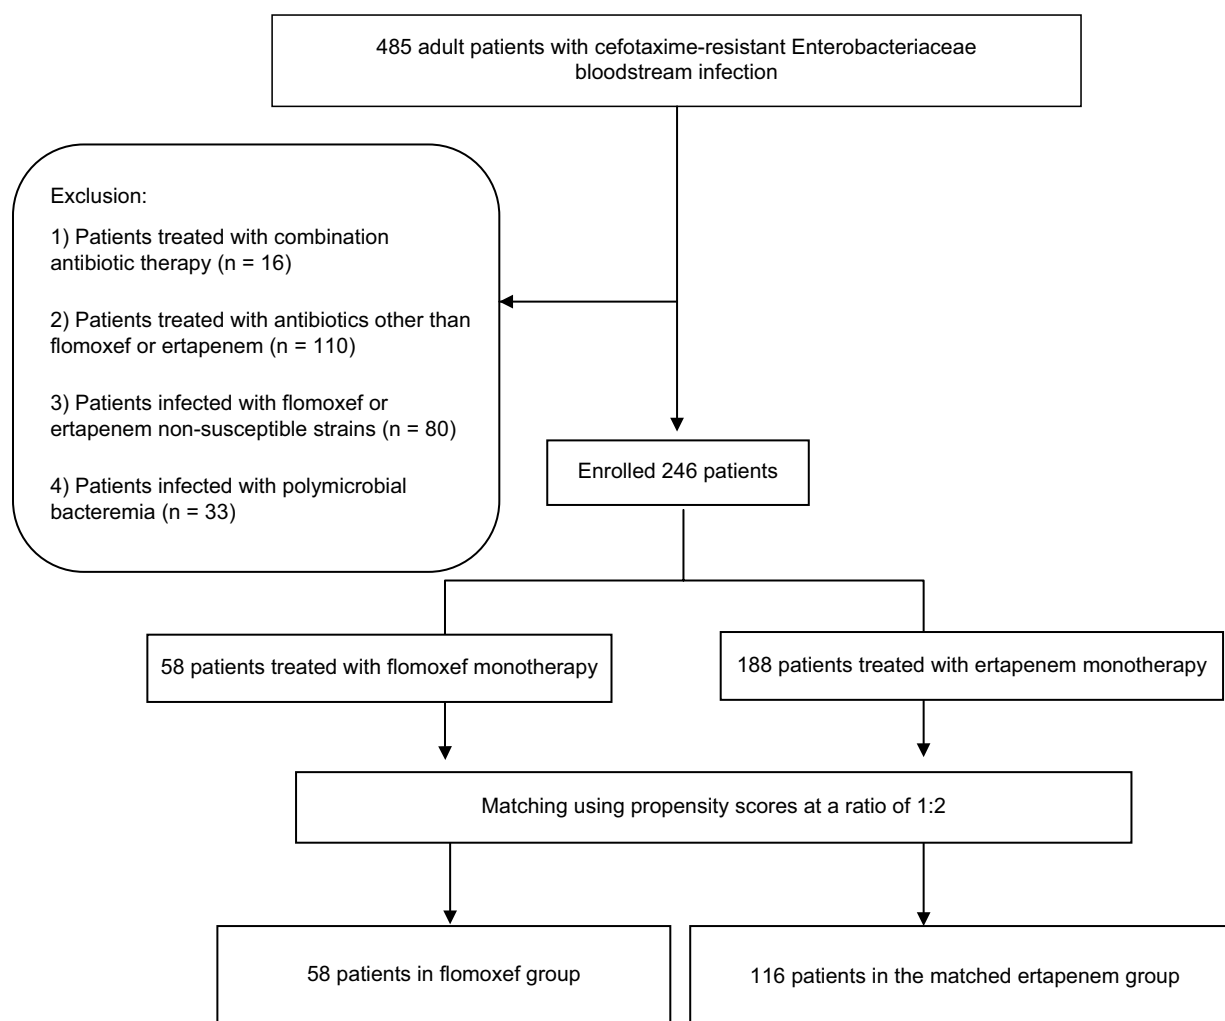 485 adult patients with cefotaxime-resistant Enterobacteriaceae
bloodstream infection
Exclusion:
1) Patients treated with combination
antibiotic therapy (n = 16)
2) Patients treated with antibiotics other than
flomoxef or ertapenem (n = 110)
3) Patients infected with flomoxef or
ertapenem non-susceptible strains (n = 80)
4) Patients infected with polymicrobial
bacteremia (n = 33)
Enrolled 246 patients
58 patients treated with flomoxef monotherapy
188 patients treated with ertapenem monotherapy
Matching using propensity scores at a ratio of 1:2
58 patients in flomoxef group
116 patients in the matched ertapenem group